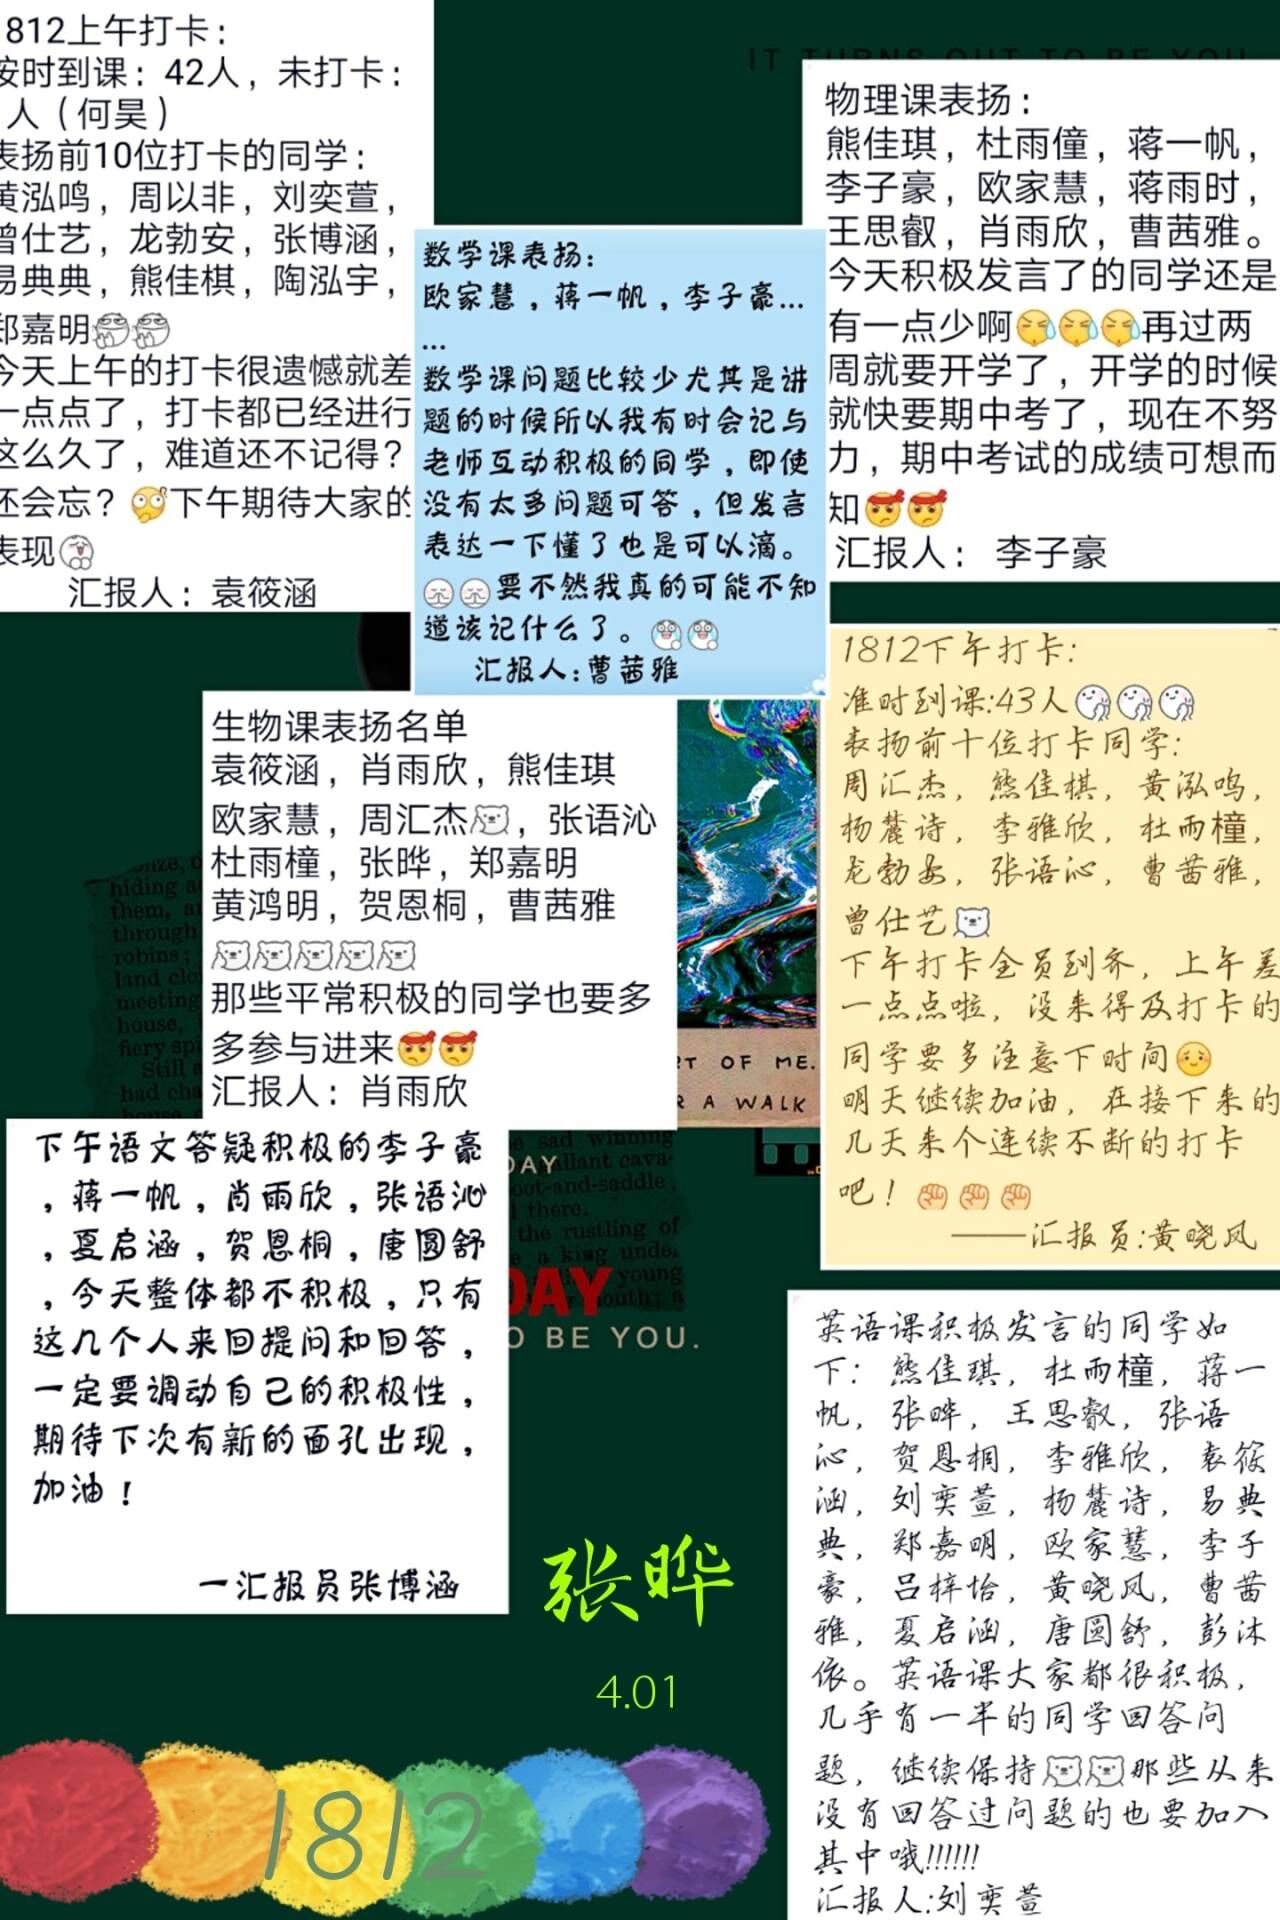 812上午打卡：
按时到课：42人，未打卡：
人（何昊）
表扬前10位打卡的同学：
黄泓鸣，周以非，刘奕萱，
曾仕艺，龙勃安，张博涵，
易典典，熊佳棋，陶泓宇，
郑嘉明
今天上午的打卡很遗憾就差
一点点了，打卡都已经进行
这么久了，难道还不记得？
还会忘？下午期待大家的
表现
汇报人：袁筱涵
IT TURNS OUT TO BE YOU
物理课表扬：
熊佳琪，杜雨僮，蒋一帆，
李子豪，欧家慧，蒋雨时，
王思叡，肖雨欣，曹茜雅。
今天积极发言了的同学还是
有一点少啊再过两
周就要开学了，开学的时候
就快要期中考了，现在不努
力，期中考试的成绩可想而
知
汇报人： 李子豪
数学课表扬：
欧家慧，蒋一帆，李子豪...
...
数学课问题比较少尤其是讲
题的时候所以我有时会记与
老师互动积极的同学，即使
没有太多问题可答，但发言
表达一下懂了也是可以滴。
要不然我真的可能不知
道该记什么了。
汇报人:曹茜雅
生物课表扬名单
袁筱涵，肖雨欣，熊佳琪
欧家慧，周汇杰，张语沁
杜雨橦，张晔，郑嘉明
黄鸿明，贺恩桐，曹茜雅
那些平常积极的同学也要多
多参与进来
汇报人：肖雨欣
1812下午打卡:
准时到课:43人
表扬前十位打卡同学:
周汇杰，熊佳棋，黄泓鸣，
杨麓诗，李雅欣，杜雨橦，
龙勃安，张语沁，曹茜雅，
曾仕艺
下午打卡全员到齐，上午差
一点点啦，没来得及打卡的
同学要多注意下时间
明天继续加油，在接下来的
几天来个连续不断的打卡
吧！
——汇报员:黄晓凤
下午语文答疑积极的李子豪
，蒋一帆，肖雨欣，张语沁
，夏启涵，贺恩桐，唐圆舒
，今天整体都不积极，只有
这几个人来回提问和回答，
一定要调动自己的积极性，
期待下次有新的面孔出现，
加油！
一汇报员张博涵
hiding
them,
through
robins;
land
meeting
house,
fiery
Still
had
house
RT OF ME.
R A WALK
sad winning
allant cava-
oot-and-saddle;
there.
the rustling of
a king
young
mouth; a
DAY
DAY
O BE YOU.
英语课积极发言的同学如
下：熊佳琪，杜雨橦，蒋一
帆，张晔，王思叡，张语
沁，贺恩桐，李雅欣，袁筱
涵，刘奕萱，杨麓诗，易典
典，郑嘉明，欧家慧，李子
豪，吕梓怡，黄晓凤，曹茜
雅，夏启涵，唐圆舒，彭沐
依。英语课大家都很积极，
几乎有一半的同学回答问
题，继续保持那些从来
没有回答过问题的也要加入
其中哦!!!!!!
汇报人:刘奕萱
张晔
4.01
1812